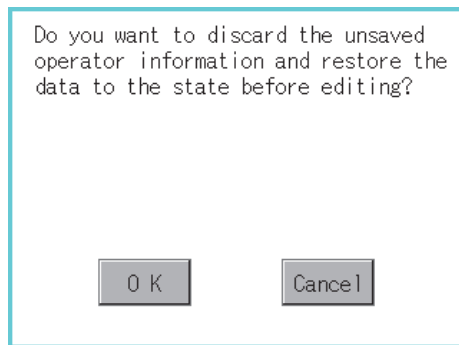 Do you want to discard the unsaved
operator information and restore the
data to the state before editing?
OK Cancel